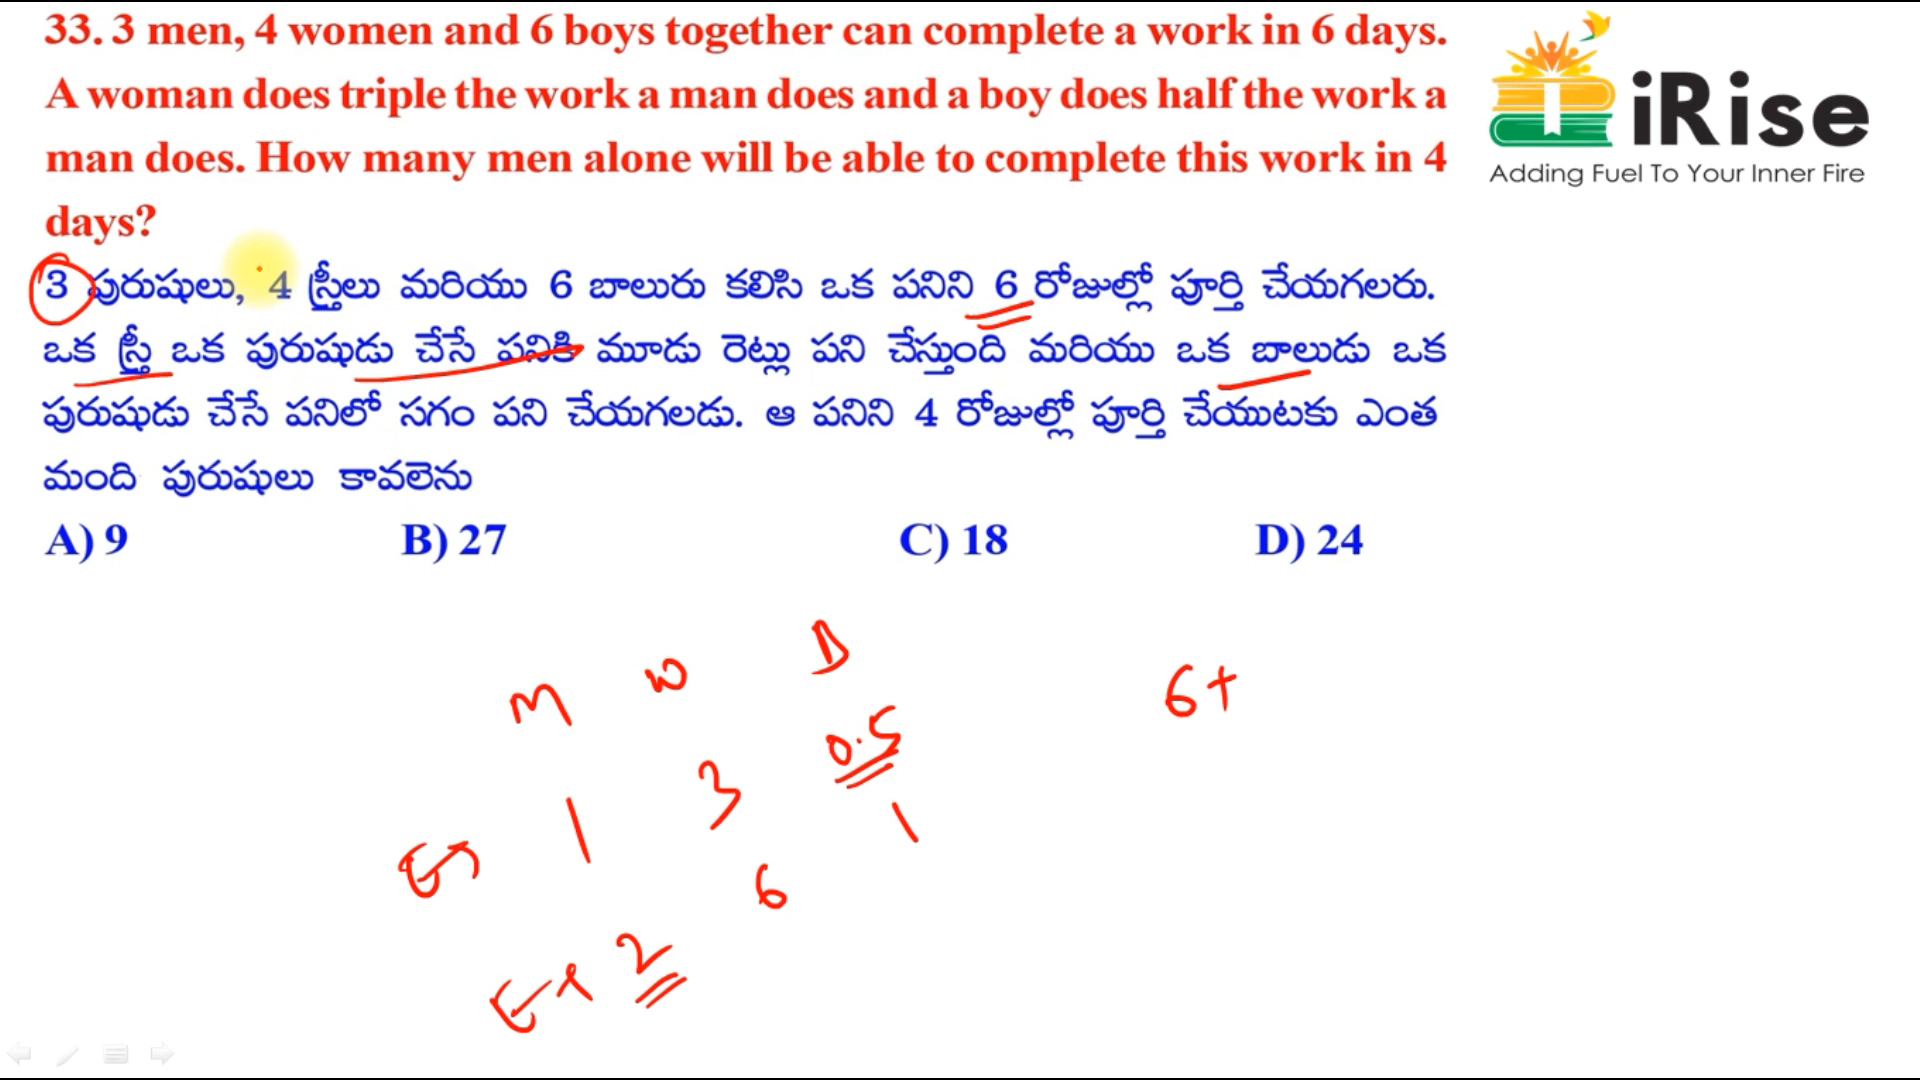 33. 3 men, 4 women and 6 boys together can complete a work in 6 days.
A woman does triple the work a man does and a boy does half the work a
man does. How many men alone will be able to complete this work in 4
days?
3 పురుషులు, 4 స్త్రీలు మరియు 6 బాలురు కలిసి ఒక పనిని 6 రోజుల్లో పూర్తి చేయగలరు.
ఒక స్త్రీ ఒక పురుషుడు చేసే పనికి మూడు రెట్లు పని చేస్తుంది మరియు ఒక బాలుడు ఒక
పురుషుడు చేసే పనిలో సగం పని చేయగలడు. ఆ పనిని 4 రోజుల్లో పూర్తి చేయుటకు ఎంత
మంది పురుషులు కావలెను
A) 9 B) 27 C) 18 D) 24
iRise
Adding Fuel To Your Inner Fire
M W B
6+
0.5
1 3
1
6
2